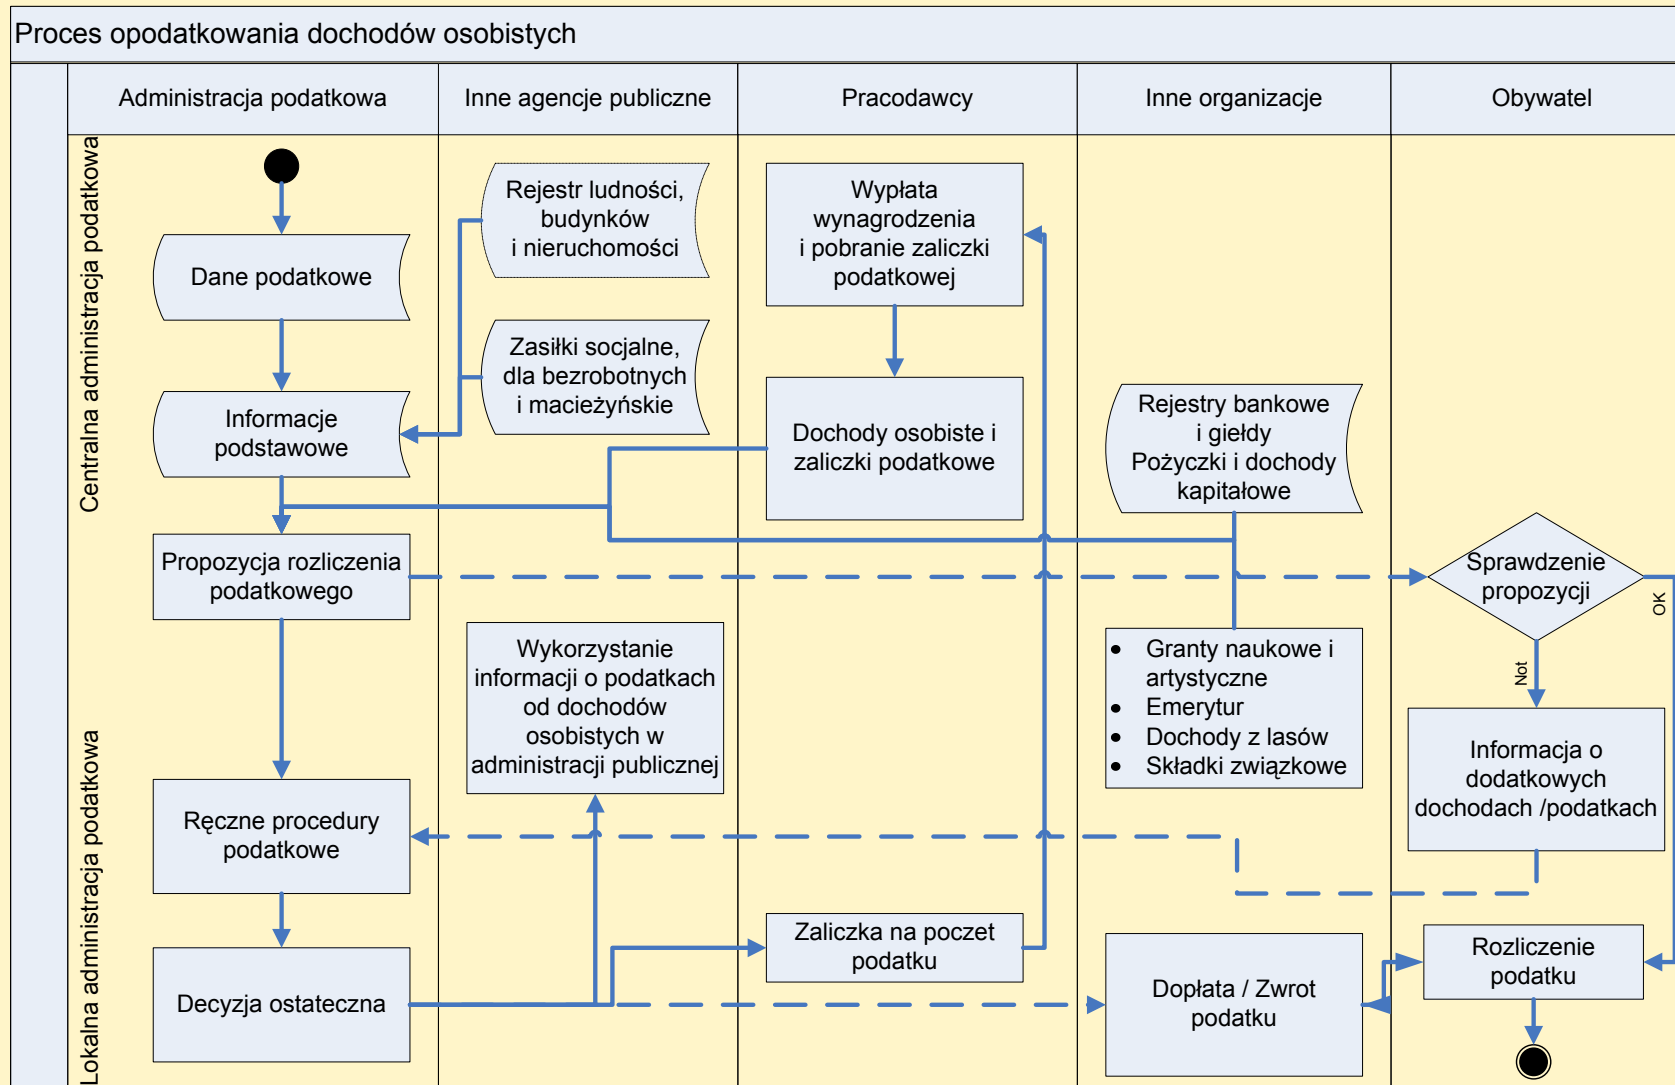 Proces opodatkowania dochodów osobistych
Administracja podatkowa
Inne agencje publiczne
Pracodawcy
Inne organizacje
Obywatel
Centralna administracja podatkowa
Lokalna administracja podatkowa
Dane podatkowe
Informacje
podstawowe
Propozycja rozliczenia
podatkowego
Ręczne procedury
podatkowe
Decyzja ostateczna
Rejestr ludności,
budynków
i nieruchomości
Zasiłki socjalne,
dla bezrobotnych
i macieżyńskie
Wykorzystanie
informacji o podatkach
od dochodów
osobistych w
administracji publicznej
Wypłata
wynagrodzenia
i pobranie zaliczki
podatkowej
Dochody osobiste i
zaliczki podatkowe
Zaliczka na poczet
podatku
Rejestry bankowe
i giełdy
Pożyczki i dochody
kapitałowe
• Granty naukowe i
artystyczne
• Emerytur
• Dochody z lasów
• Składki związkowe
Dopłata / Zwrot
podatku
Sprawdzenie
propozycji
OK
Not
Informacja o
dodatkowych
dochodach /podatkach
Rozliczenie
podatku